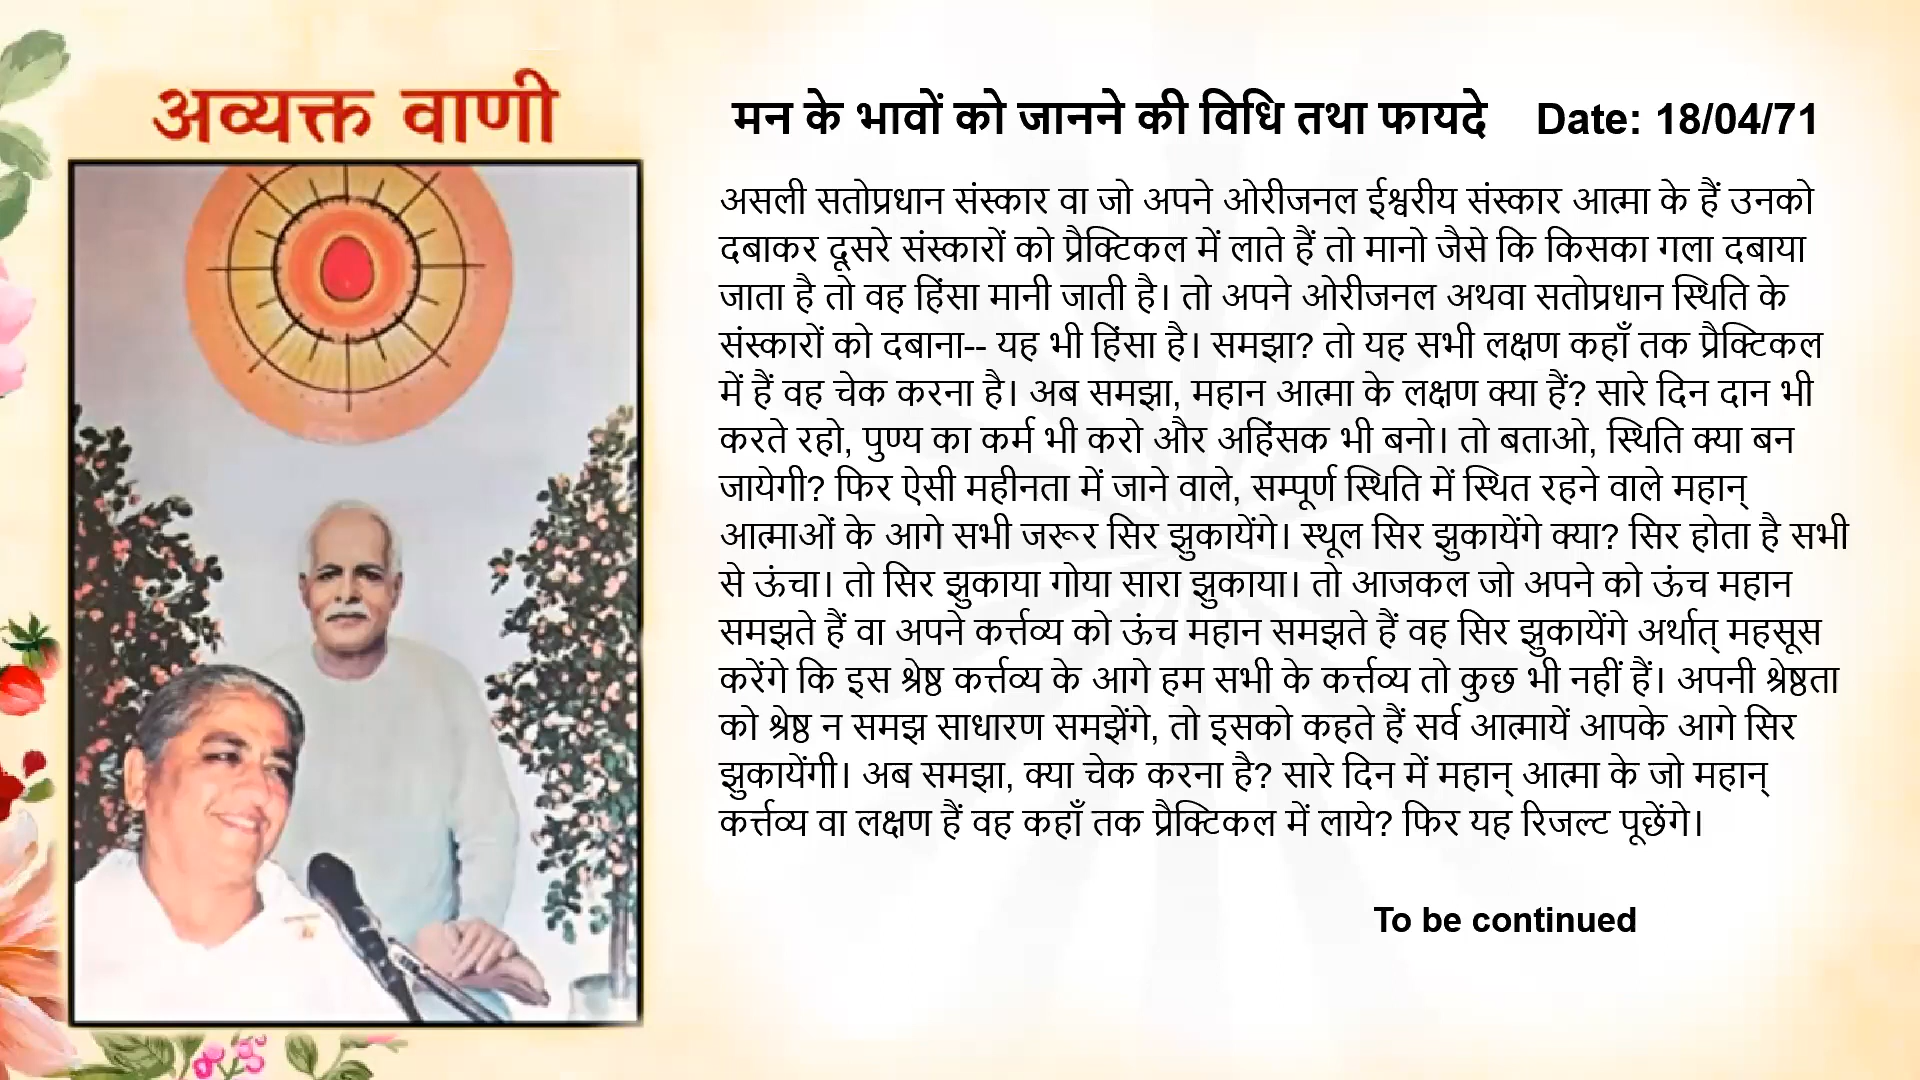 अव्यक्त वाणी
मन के भावों को जानने की विधि तथा फायदे Date: 18/04/71
असली सतोप्रधान संस्कार वा जो अपने ओरीजनल ईश्वरीय संस्कार आत्मा के हैं उनको
दबाकर दूसरे संस्कारों को प्रैक्टिकल में लाते हैं तो मानो जैसे कि किसका गला दबाया
जाता है तो वह हिंसा मानी जाती है। तो अपने ओरीजनल अथवा सतोप्रधान स्थिति के
संस्कारों को दबाना-- यह भी हिंसा है। समझा? तो यह सभी लक्षण कहाँ तक प्रैक्टिकल
में हैं वह चेक करना है। अब समझा, महान आत्मा के लक्षण क्या हैं? सारे दिन दान भी
करते रहो, पुण्य का कर्म भी करो और अहिंसक भी बनो। तो बताओ, स्थिति क्या बन
जायेगी? फिर ऐसी महीनता में जाने वाले, सम्पूर्ण स्थिति में स्थित रहने वाले महान्
आत्माओं के आगे सभी जरूर सिर झुकायेंगे। स्थूल सिर झुकायेंगे क्या? सिर होता है सभी
से ऊंचा। तो सिर झुकाया गोया सारा झुकाया। तो आजकल जो अपने को ऊंच महान
समझते हैं वा अपने कर्त्तव्य को ऊंच महान समझते हैं वह सिर झुकायेंगे अर्थात् महसूस
करेंगे कि इस श्रेष्ठ कर्त्तव्य के आगे हम सभी के कर्त्तव्य तो कुछ भी नहीं हैं। अपनी श्रेष्ठता
को श्रेष्ठ न समझ साधारण समझेंगे, तो इसको कहते हैं सर्व आत्मायें आपके आगे सिर
झुकायेंगी। अब समझा, क्या चेक करना है? सारे दिन में महान् आत्मा के जो महान्
कर्त्तव्य वा लक्षण हैं वह कहाँ तक प्रैक्टिकल में लाये? फिर यह रिजल्ट पूछेंगे।
To be continued